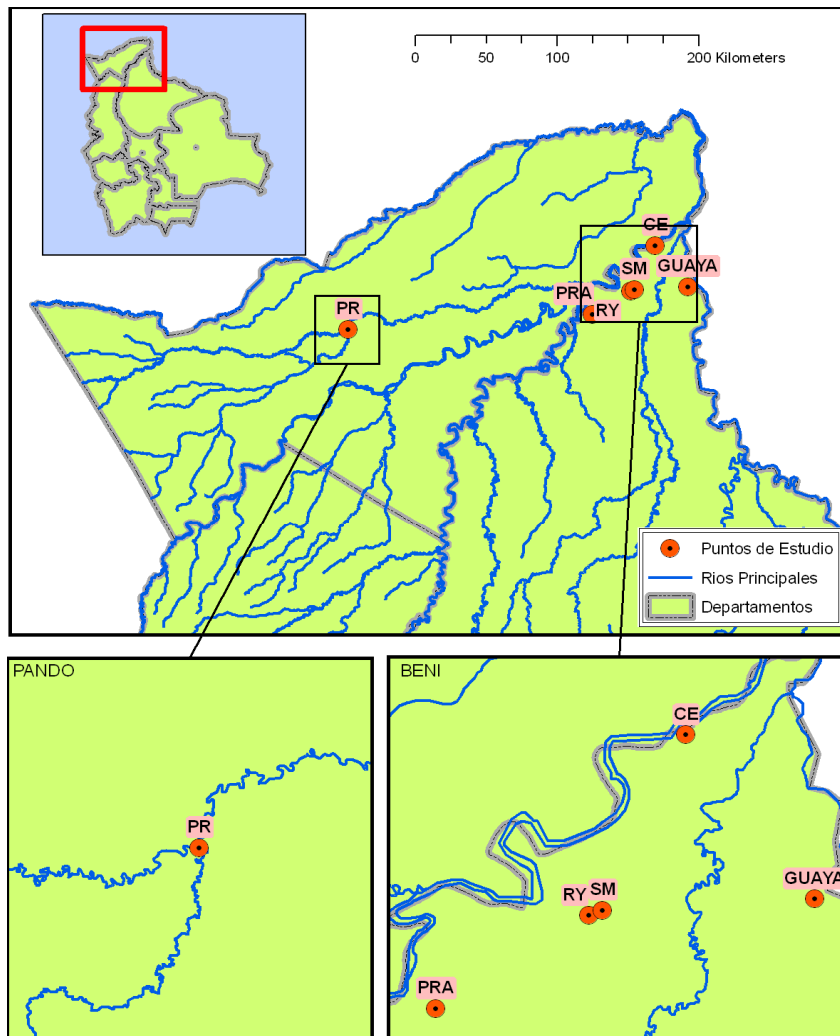 0 50 100 200 Kilometers
CE
SM GUAYA
PRA
RY
PR
Puntos de Estudio
Rios Principales
Departamentos
PANDO
PR
BENI
CE
RY SM
GUAYA
PRA